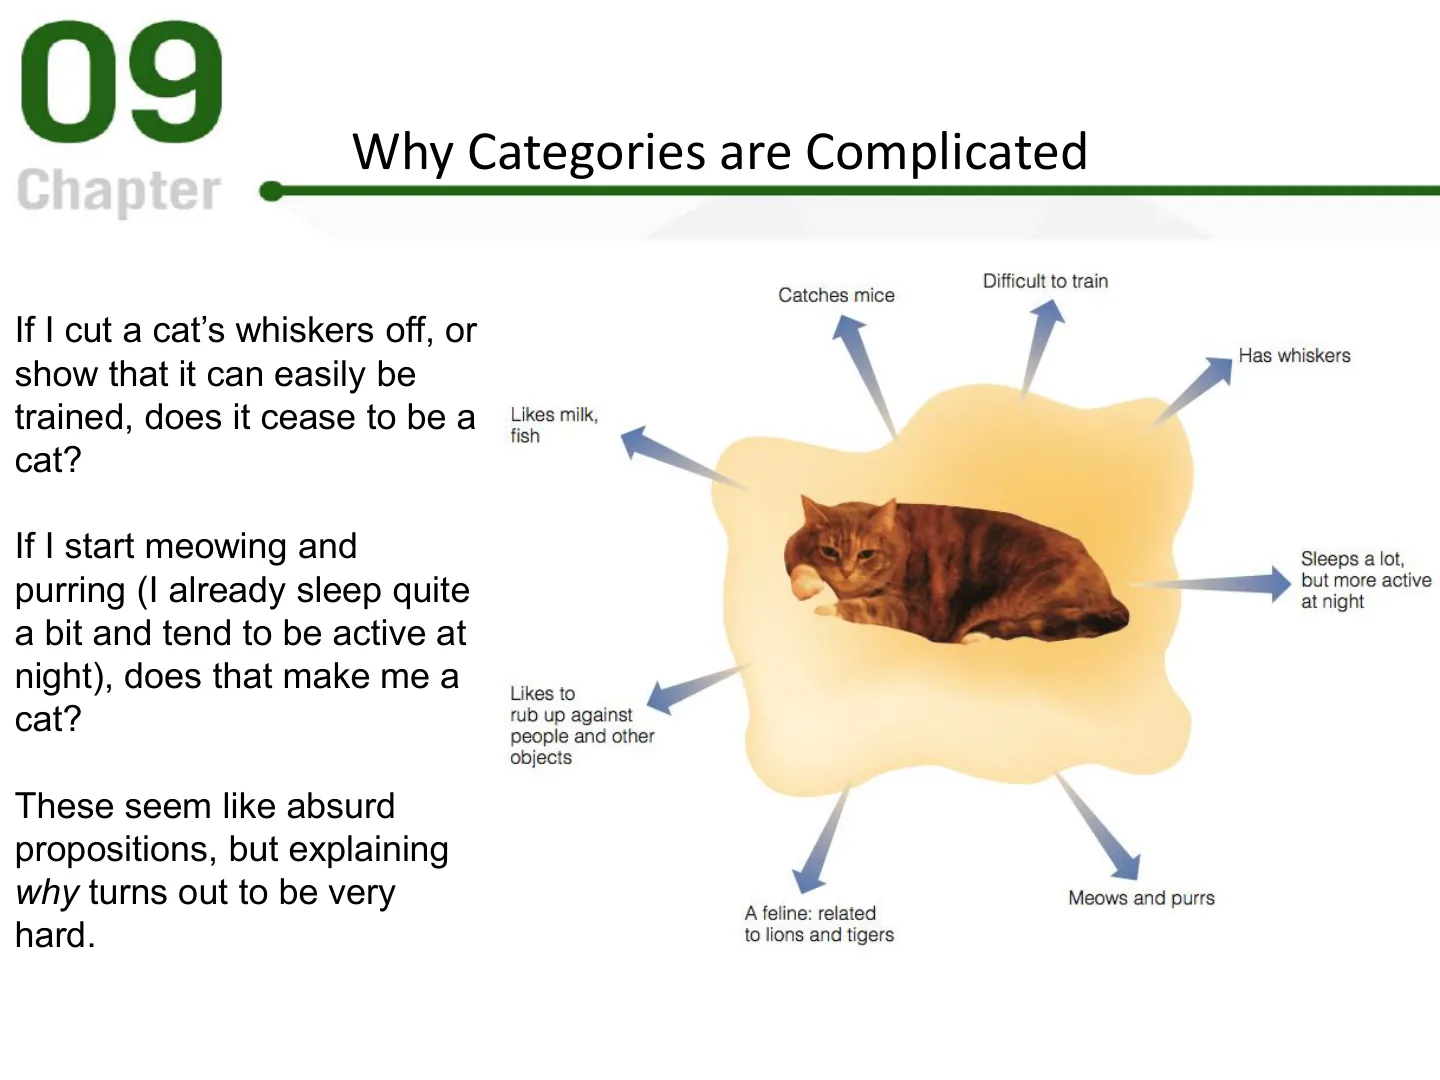 09
Chapter
Why Categories are Complicated
If I cut a cat’s whiskers off, or
show that it can easily be
trained, does it cease to be a
cat?
If I start meowing and
purring (I already sleep quite
a bit and tend to be active at
night), does that make me a
cat?
These seem like absurd
propositions, but explaining
why turns out to be very
hard.
Catches mice
Difficult to train
Has whiskers
Likes milk,
fish
Sleeps a lot,
but more active
at night
Likes to
rub up against
people and other
objects
A feline: related
to lions and tigers
Meows and purrs